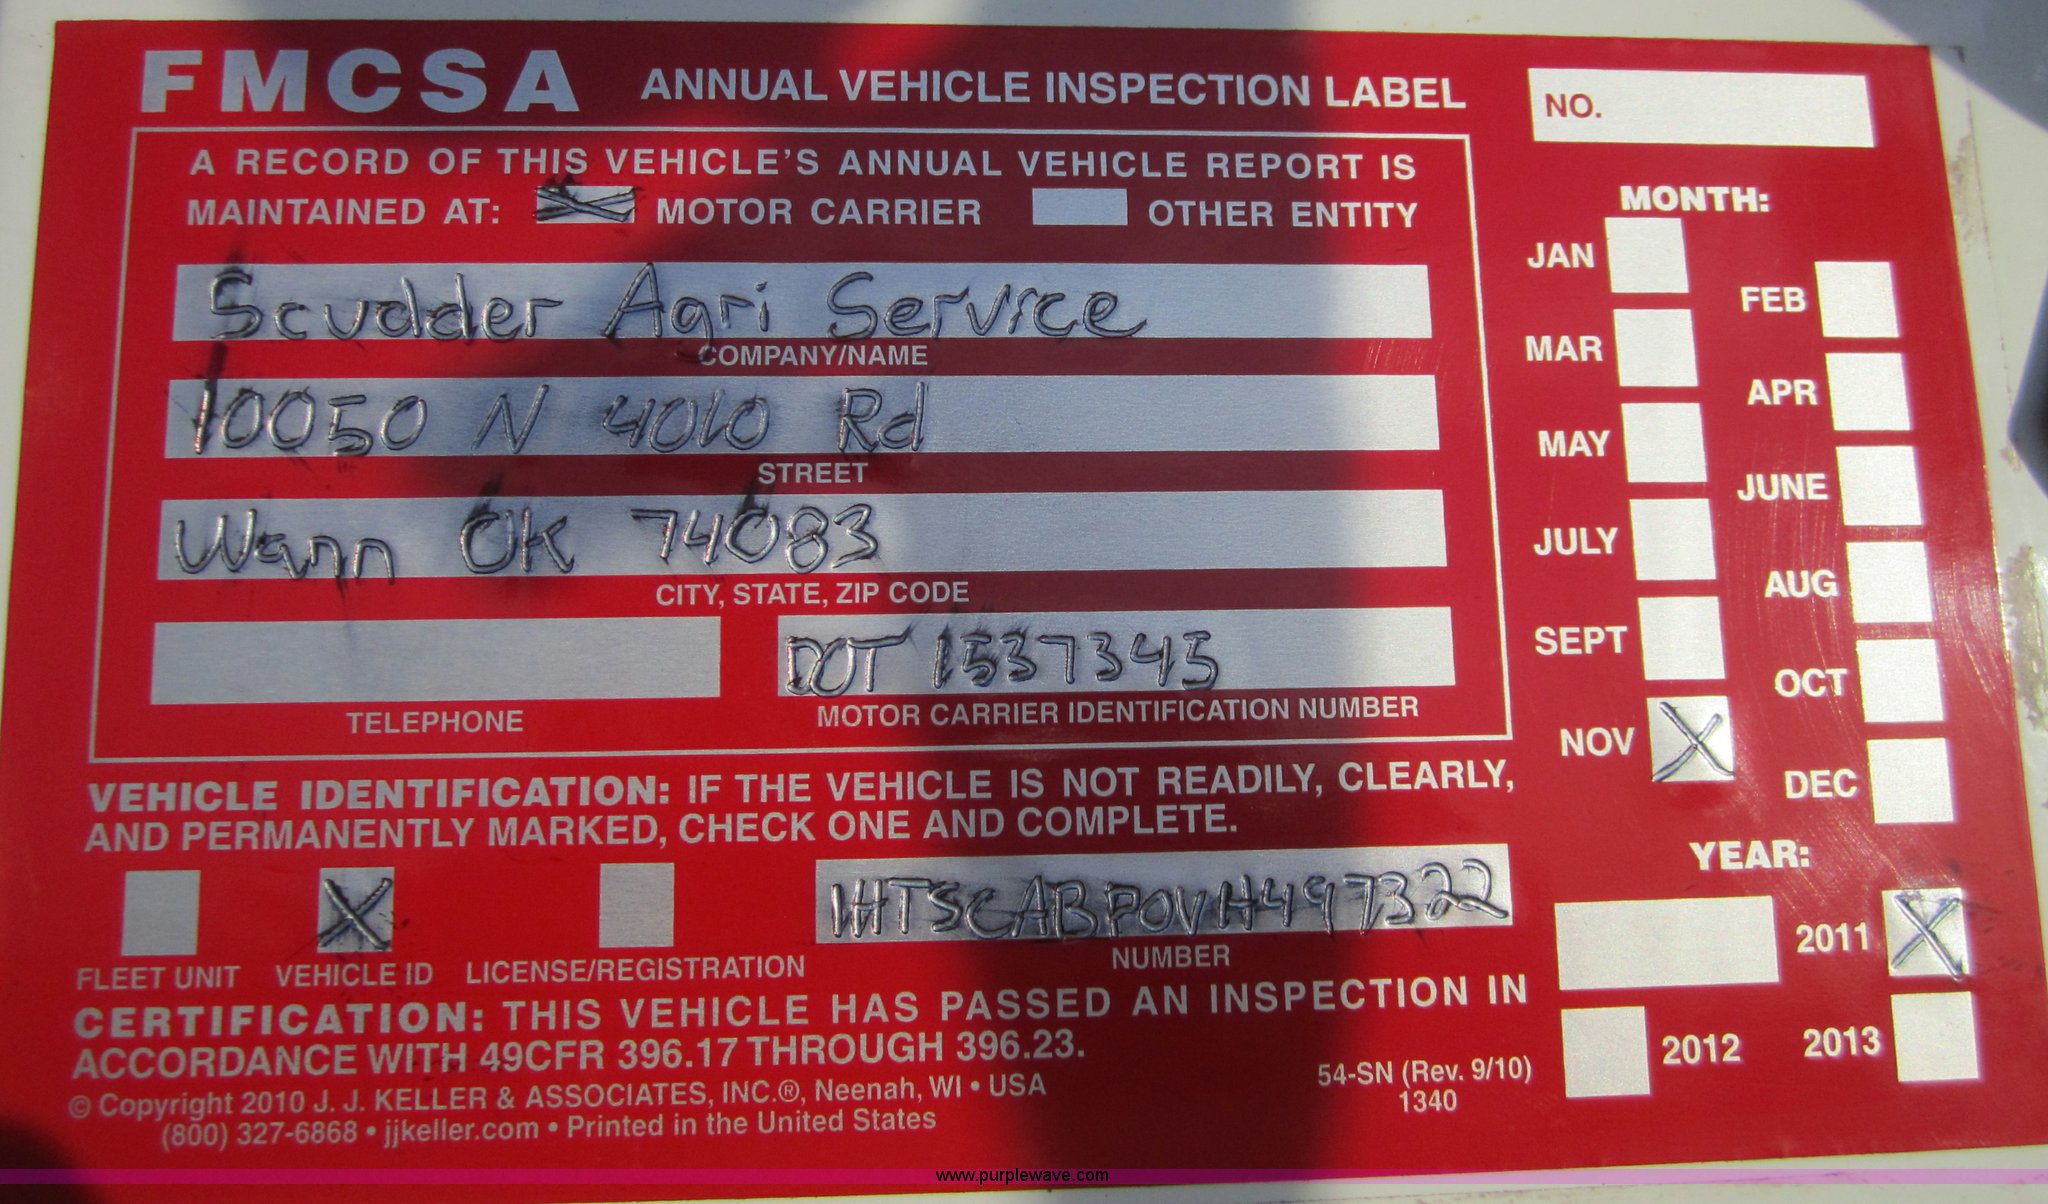 FMCSA ANNUAL VEHICLE INSPECTION LABEL
NO.
A RECORD OF THIS VEHICLE'S ANNUAL VEHICLE REPORT IS
MAINTAINED AT: X MOTOR CARRIER OTHER ENTITY
Scudder Agri Service
COMPANY/NAME
10050 N 4010 Rd
STREET
Wann OK 74083
CITY, STATE, ZIP CODE
DOT 1537345
TELEPHONE
MOTOR CARRIER IDENTIFICATION NUMBER
VEHICLE IDENTIFICATION: IF THE VEHICLE IS NOT READILY, CLEARLY,
AND PERMANENTLY MARKED, CHECK ONE AND COMPLETE.
X
1HTSCABP0VH497322
FLEET UNIT VEHICLE ID LICENSE/REGISTRATION
NUMBER
CERTIFICATION: THIS VEHICLE HAS PASSED AN INSPECTION IN
ACCORDANCE WITH 49CFR 396.17 THROUGH 396.23.
© Copyright 2010 J. J. KELLER & ASSOCIATES, INC.®, Neenah, WI • USA
(800) 327-6868 • jjkeller.com • Printed in the United States
54-SN (Rev. 9/10)
1340
MONTH:
JAN
FEB
MAR
APR
MAY
JUNE
JULY
AUG
SEPT
OCT
NOV X
DEC
YEAR:
2011 X
2012 2013
www.purplewave.com